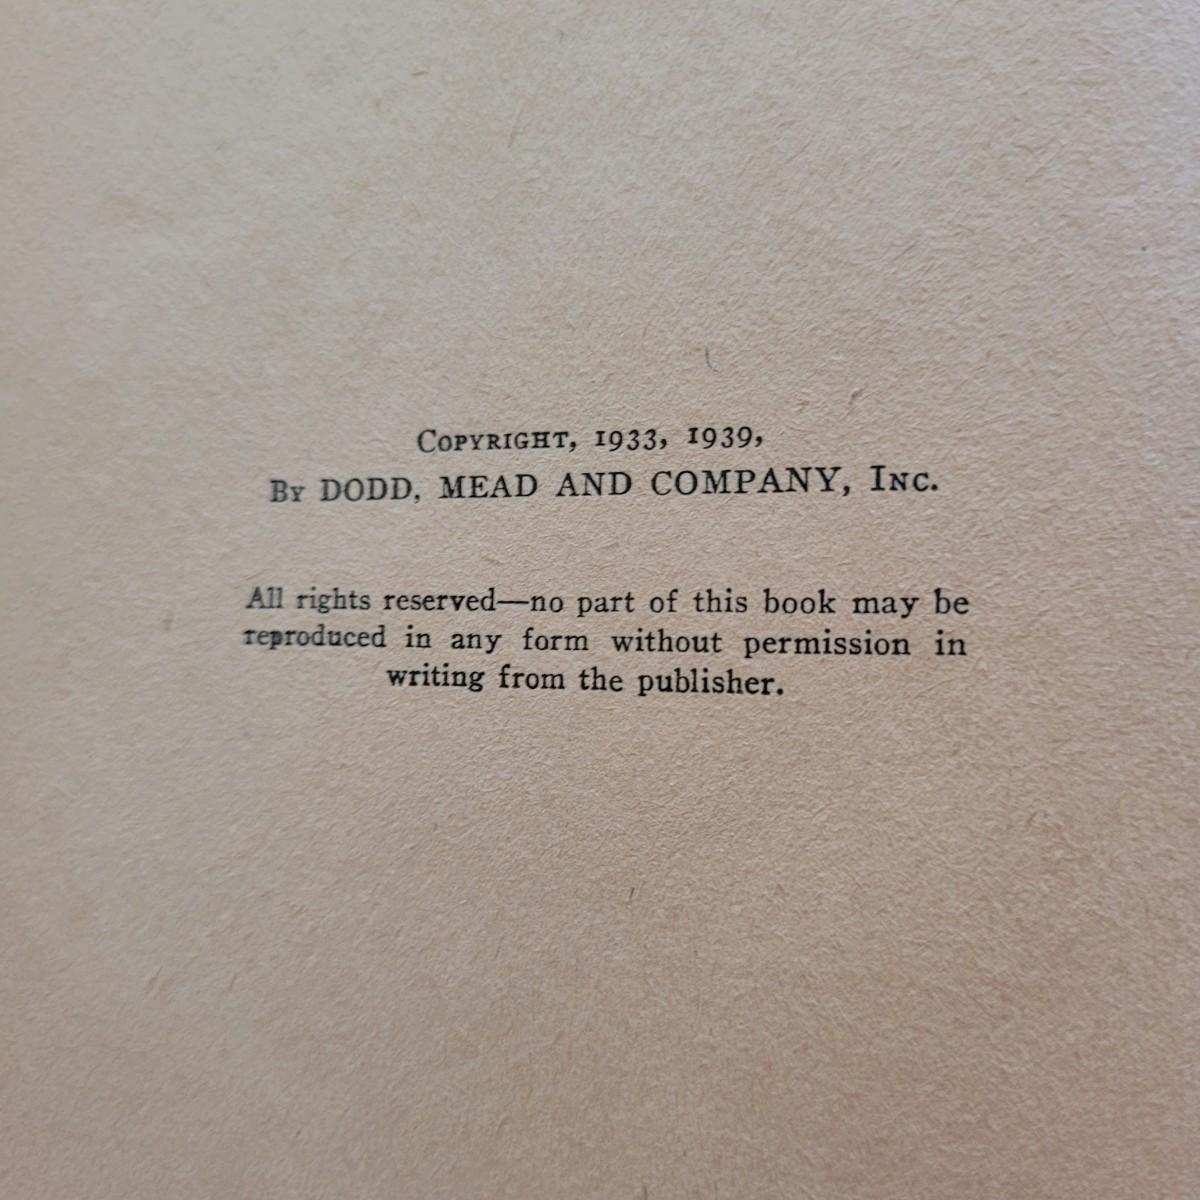 Copyright, 1933, 1939,
By DODD, MEAD AND COMPANY, Inc.
All rights reserved—no part of this book may be
reproduced in any form without permission in
writing from the publisher.